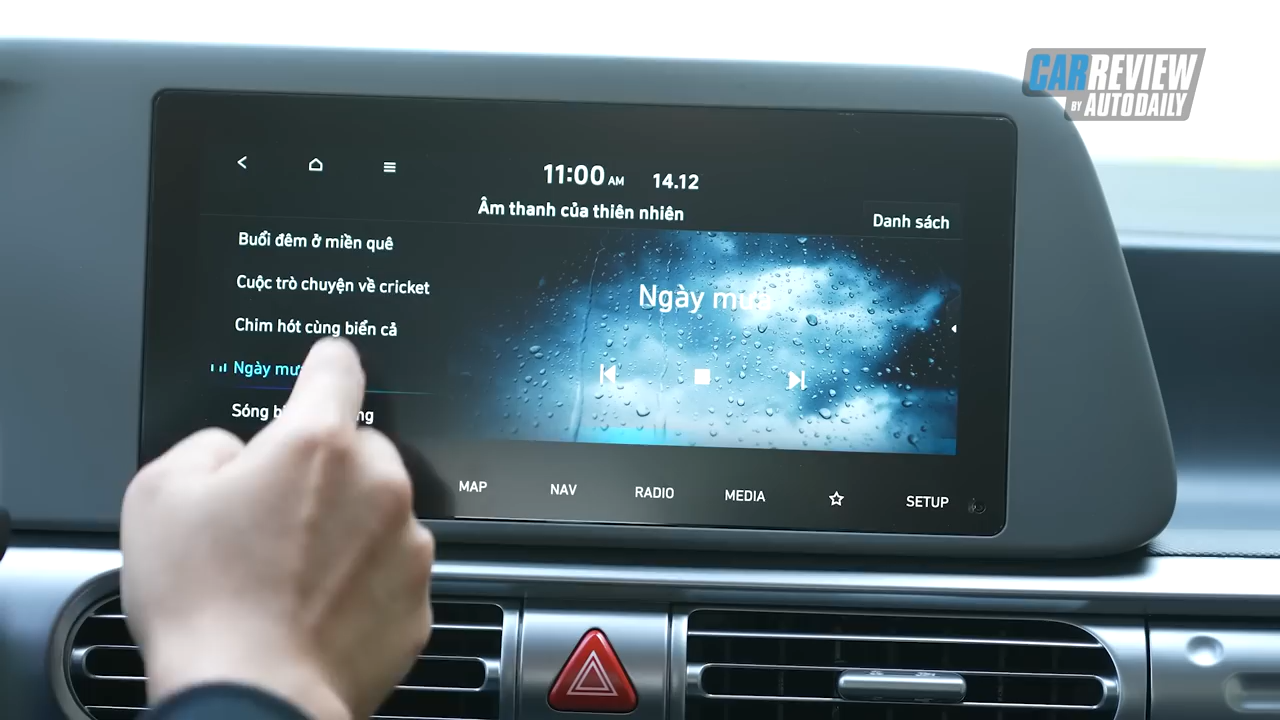 CARREVIEW
BY AUTODAILY
11:00 AM 14.12
Âm thanh của thiên nhiên
Danh sách
Buổi đêm ở miền quê
Cuộc trò chuyện về cricket
Chim hót cùng biển cả
Ngày
Sóng
Ngày mưa
MAP
NAV
RADIO
MEDIA
SETUP